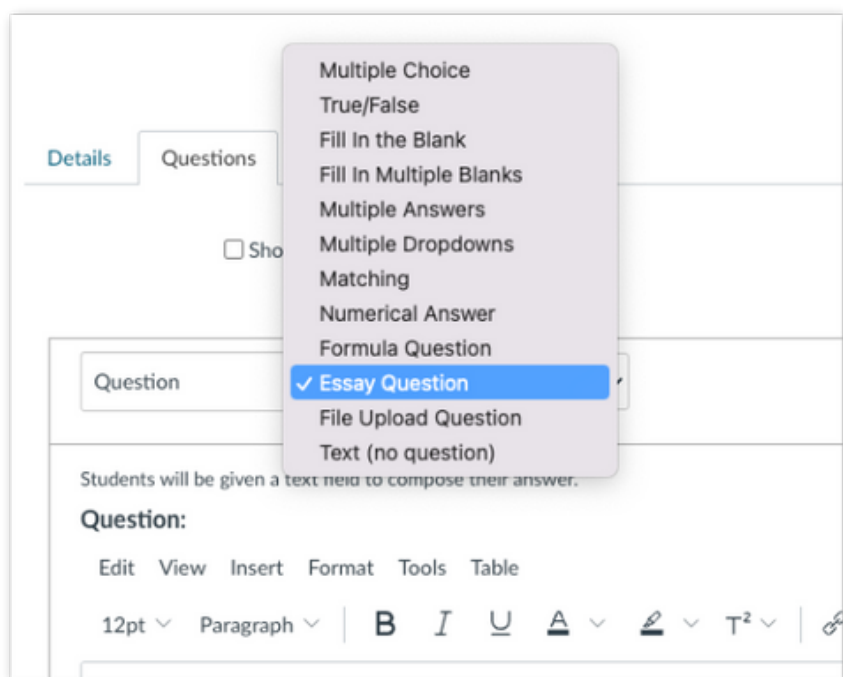 Multiple Choice
True/False
Fill In the Blank
Fill In Multiple Blanks
Multiple Answers
Multiple Dropdowns
Matching
Numerical Answer
Formula Question
✓ Essay Question
File Upload Question
Text (no question)
Details Questions
Sho
Question
Students will be given a text field to compose their answer.
Question:
Edit View Insert Format Tools Table
12pt Paragraph B I U A T²